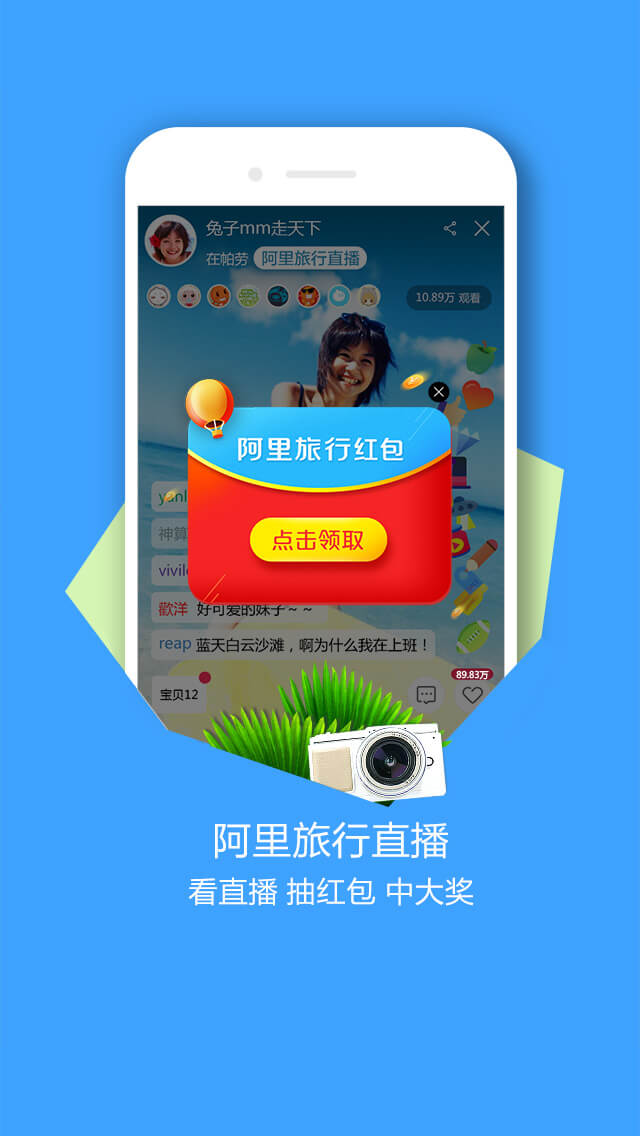 兔子mm走天下
在帕劳 阿里旅行直播
10.89万 观看
阿里旅行红包
点击领取
神算
歡洋 好可爱的妹子~~
reap 蓝天白云沙滩，啊为什么我在上班！
宝贝12
89.83万
阿里旅行直播
看直播 抽红包 中大奖